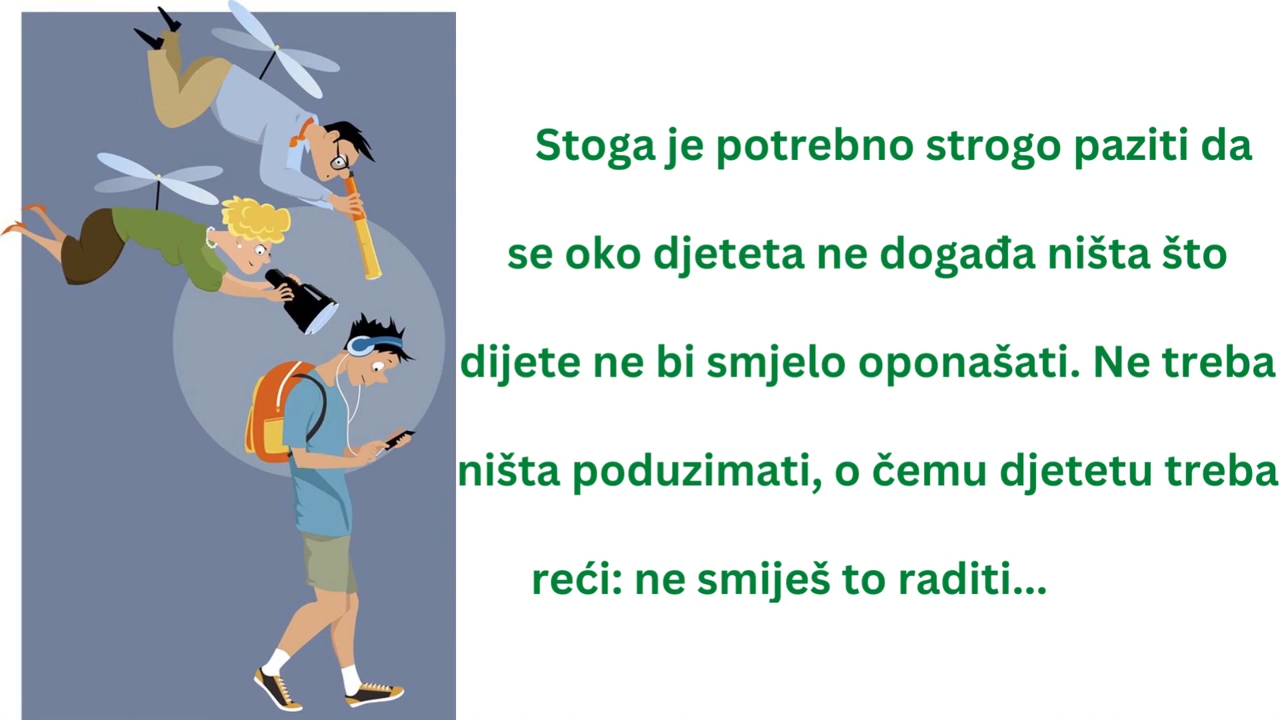 Stoga je potrebno strogo paziti da
se oko djeteta ne događa ništa što
dijete ne bi smjelo oponašati. Ne treba
ništa poduzimati, o čemu djetetu treba
reći: ne smiješ to raditi...